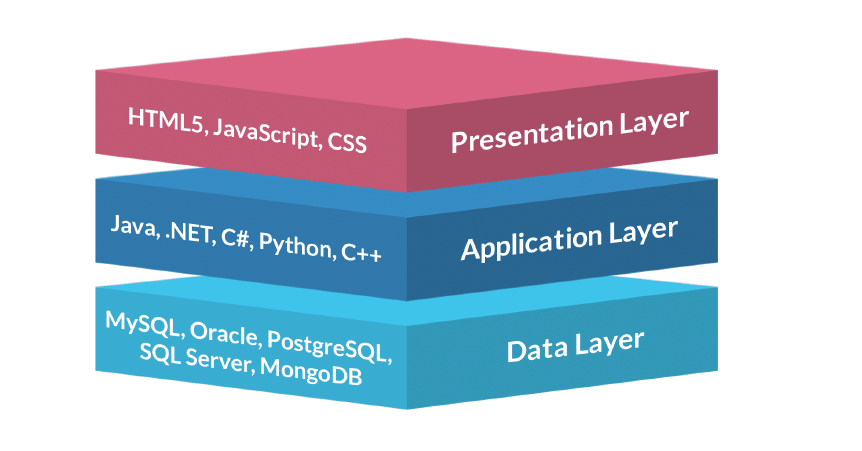 HTML5, JavaScript, CSS
Presentation Layer
Java, .NET, C#, Python, C++
Application Layer
MySQL, Oracle, PostgreSQL,
SQL Server, MongoDB
Data Layer